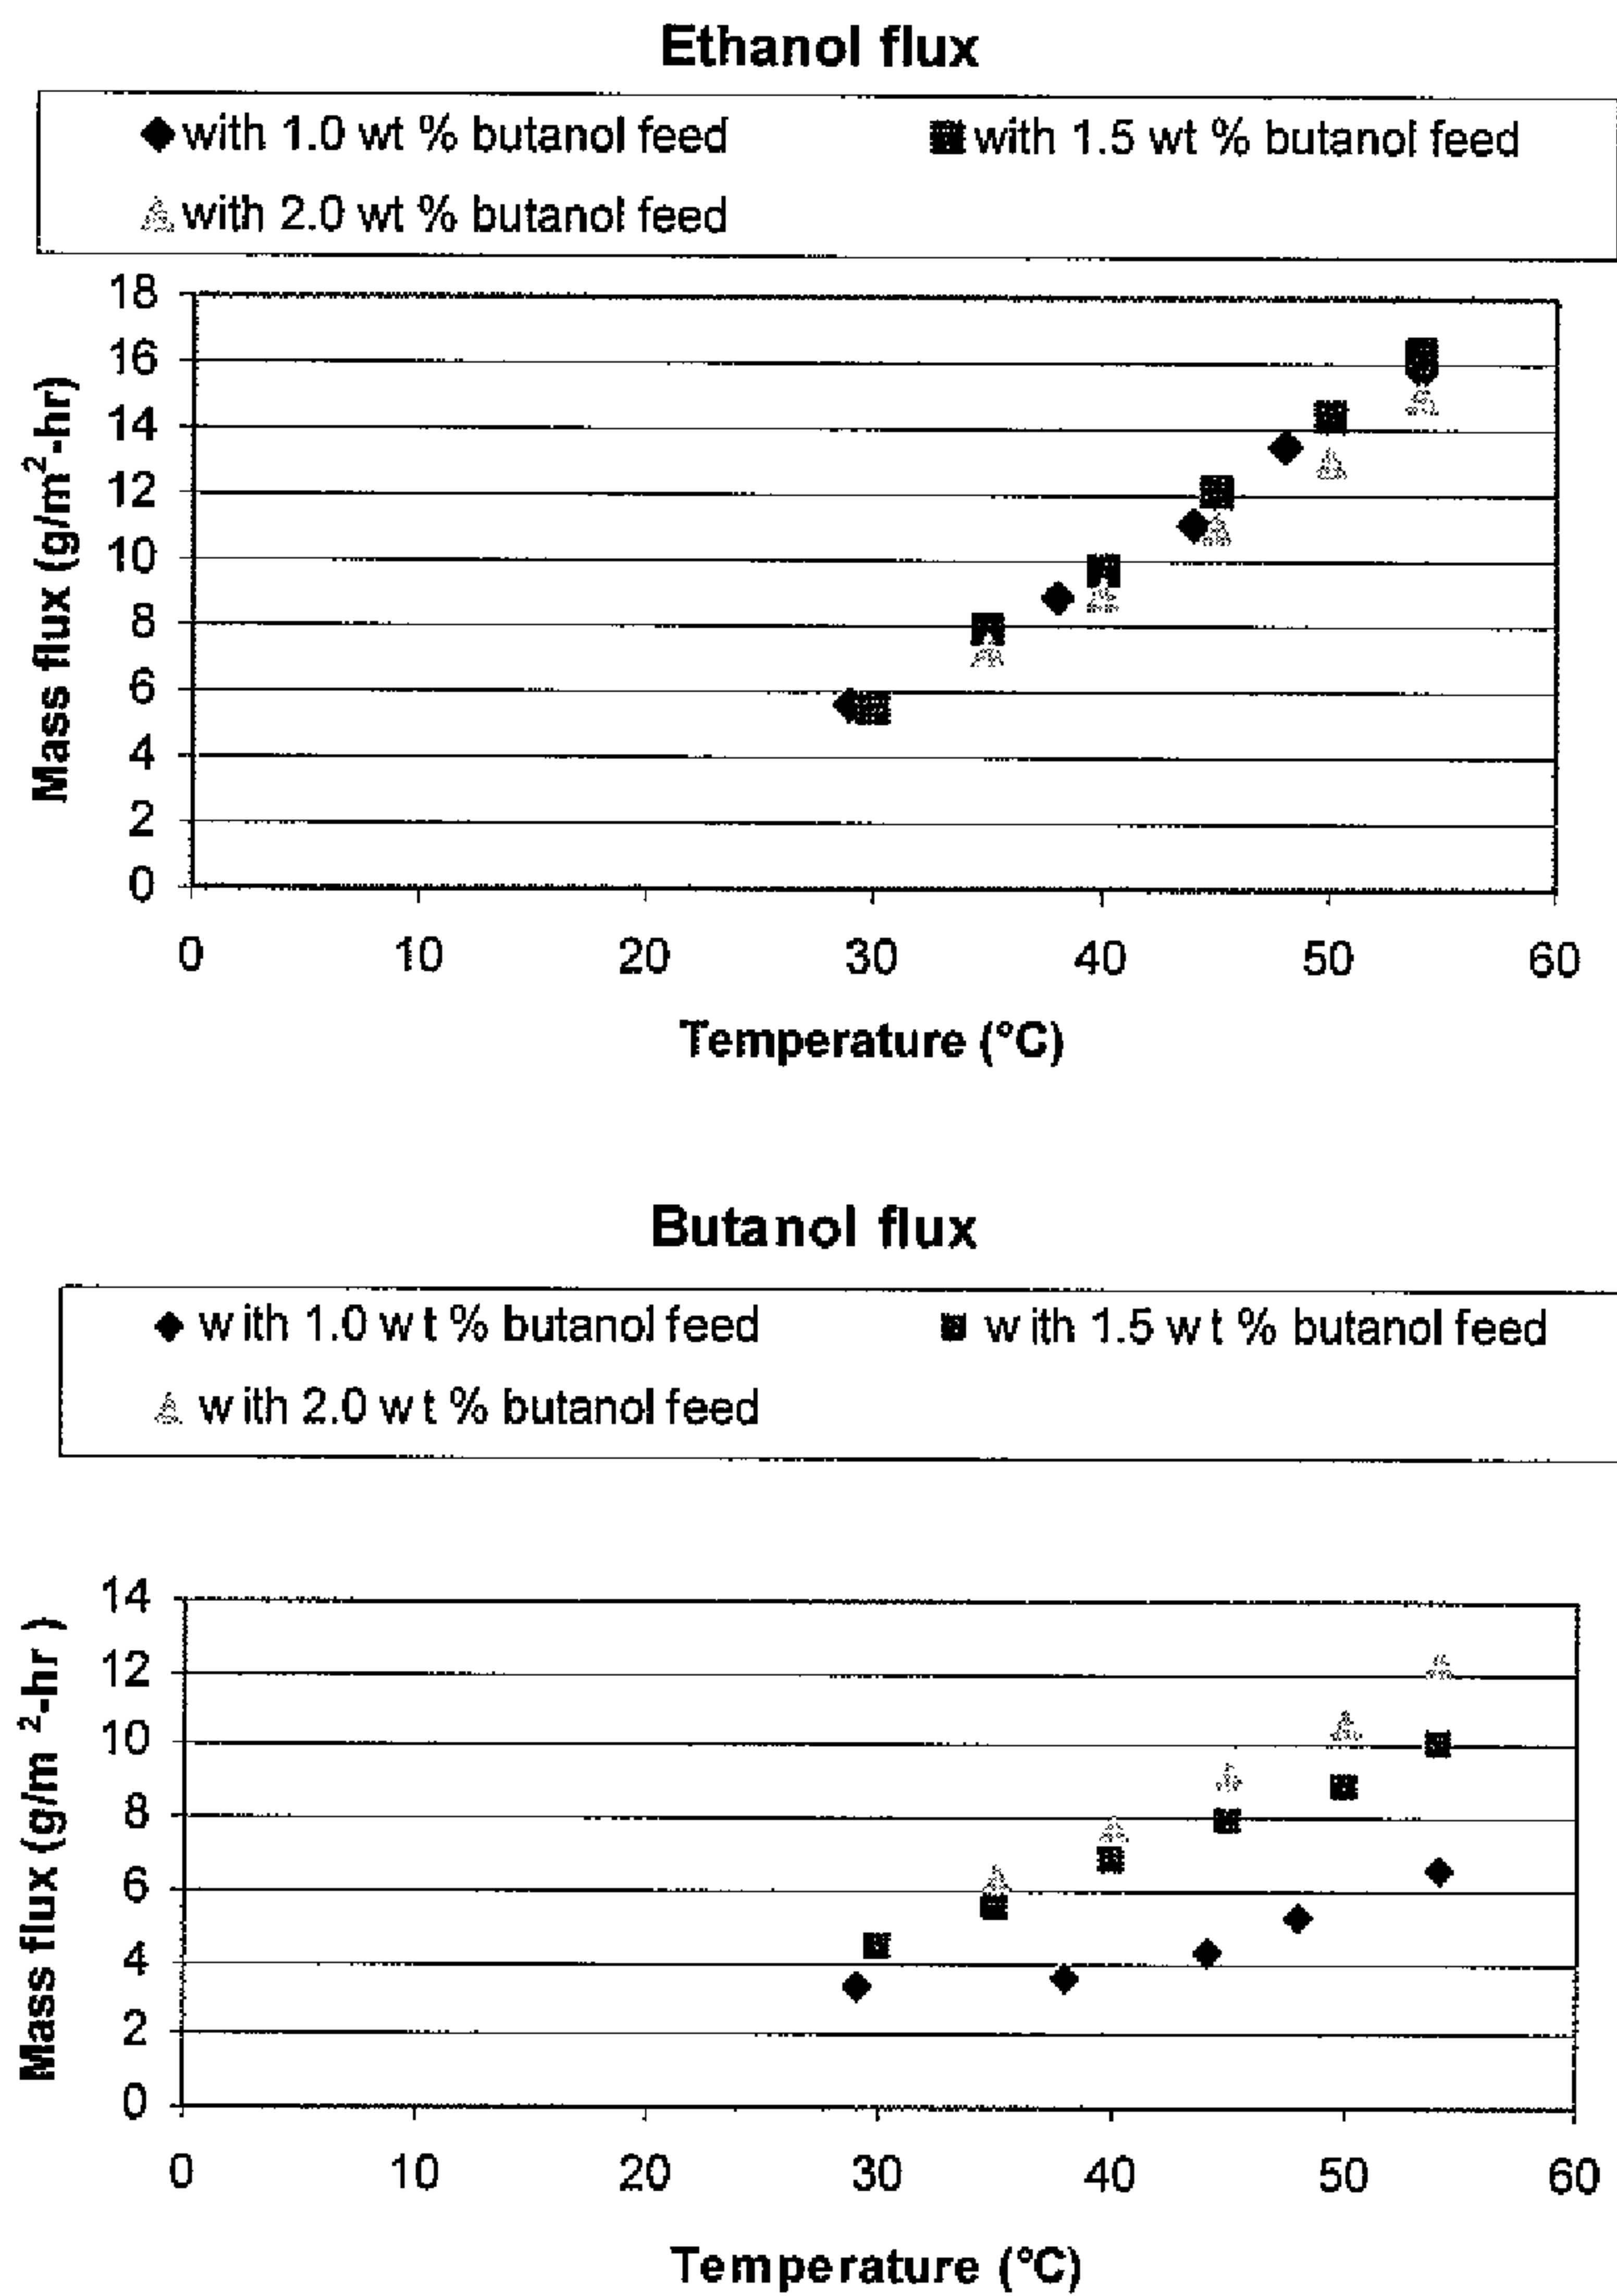 Ethanol flux
with 1.0 wt % butanol feed with 1.5 wt % butanol feed
with 2.0 wt % butanol feed
18
16
14
12
10
8
6
4
2
0
Mass flux (g/m²-hr)
0 10 20 30 40 50 60
Temperature (°C)
Butanol flux
with 1.0 wt % butanol feed with 1.5 wt % butanol feed
with 2.0 wt % butanol feed
14
12
10
8
6
4
2
0
Mass flux (g/m ²-hr )
0 10 20 30 40 50 60
Temperature (°C)